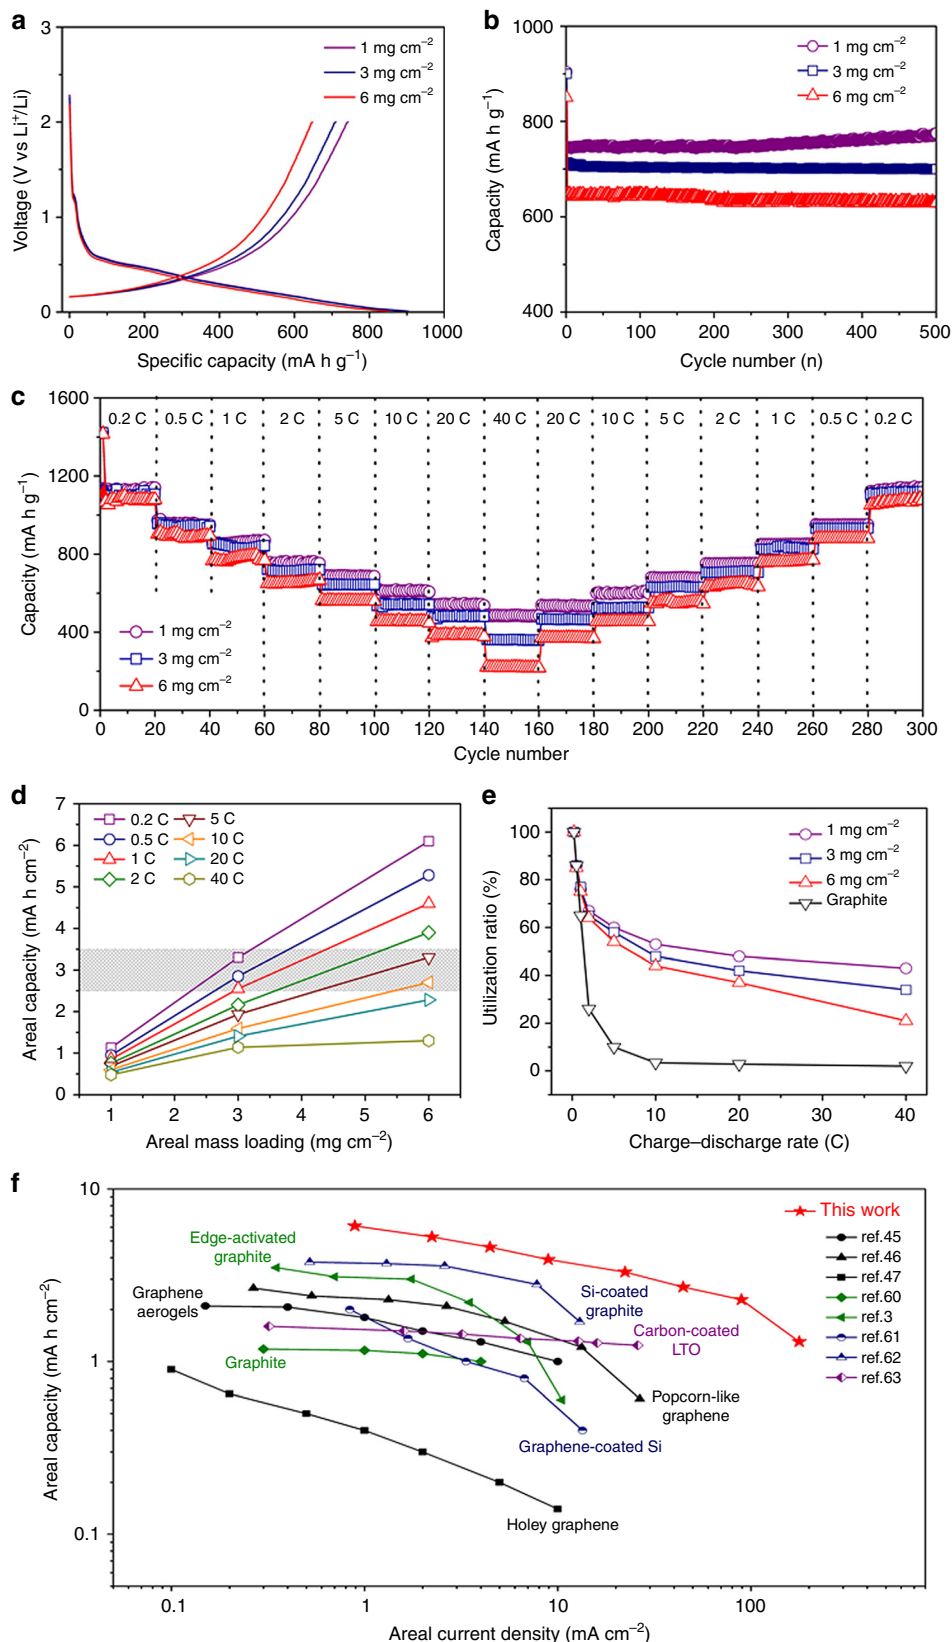 a
3
2
1
0
Voltage (V vs Li⁺/Li)
1 mg cm⁻²
3 mg cm⁻²
6 mg cm⁻²
0 200 400 600 800 1000
Specific capacity (mA h g⁻¹)
b
1000
800
600
400
Capacity (mA h g⁻¹)
1 mg cm⁻²
3 mg cm⁻²
6 mg cm⁻²
0 100 200 300 400 500
Cycle number (n)
c
1600
1200
800
400
0
Capacity (mA h g⁻¹)
0.2 C 0.5 C 1 C 2 C 5 C 10 C 20 C 40 C 20 C 10 C 5 C 2 C 1 C 0.5 C 0.2 C
1 mg cm⁻²
3 mg cm⁻²
6 mg cm⁻²
0 20 40 60 80 100 120 140 160 180 200 220 240 260 280 300
Cycle number
d
7
6
5
4
3
2
1
0
Areal capacity (mA h cm⁻²)
0.2 C 5 C
0.5 C 10 C
1 C 20 C
2 C 40 C
1 2 3 4 5 6
Areal mass loading (mg cm⁻²)
e
100
80
60
40
20
0
Utilization ratio (%)
1 mg cm⁻²
3 mg cm⁻²
6 mg cm⁻²
Graphite
0 10 20 30 40
Charge–discharge rate (C)
f
10
1
0.1
Areal capacity (mA h cm⁻²)
This work
ref.45
ref.46
ref.47
ref.60
ref.3
ref.61
ref.62
ref.63
Edge-activated
graphite
Graphene
aerogels
Graphite
Si-coated
graphite
Carbon-coated
LTO
Popcorn-like
graphene
Graphene-coated Si
Holey graphene
0.1 1 10 100
Areal current density (mA cm⁻²)